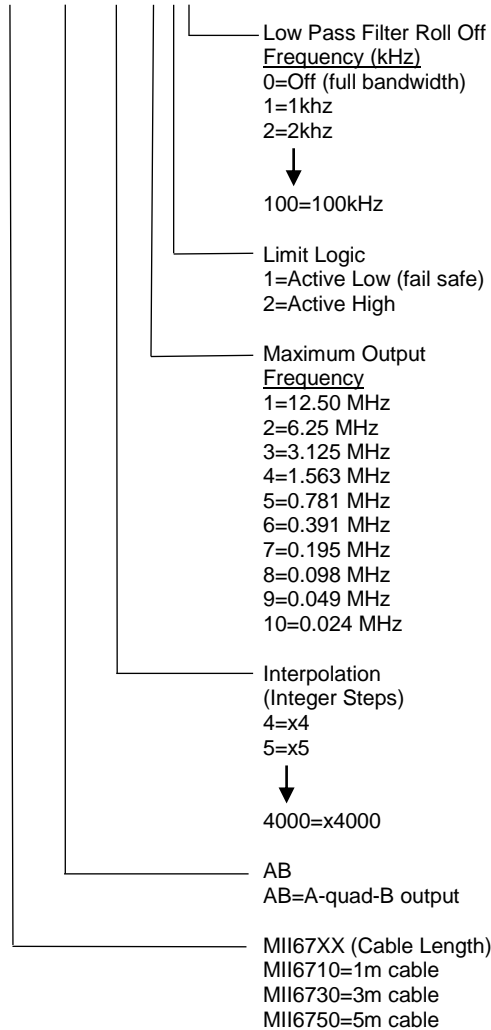 Low Pass Filter Roll Off
Frequency (kHz)
0=Off (full bandwidth)
1=1khz
2=2khz
100=100kHz
Limit Logic
1=Active Low (fail safe)
2=Active High
Maximum Output
Frequency
1=12.50 MHz
2=6.25 MHz
3=3.125 MHz
4=1.563 MHz
5=0.781 MHz
6=0.391 MHz
7=0.195 MHz
8=0.098 MHz
9=0.049 MHz
10=0.024 MHz
Interpolation
(Integer Steps)
4=x4
5=x5
4000=x4000
AB
AB=A-quad-B output
MII67XX (Cable Length)
MII6710=1m cable
MII6730=3m cable
MII6750=5m cable